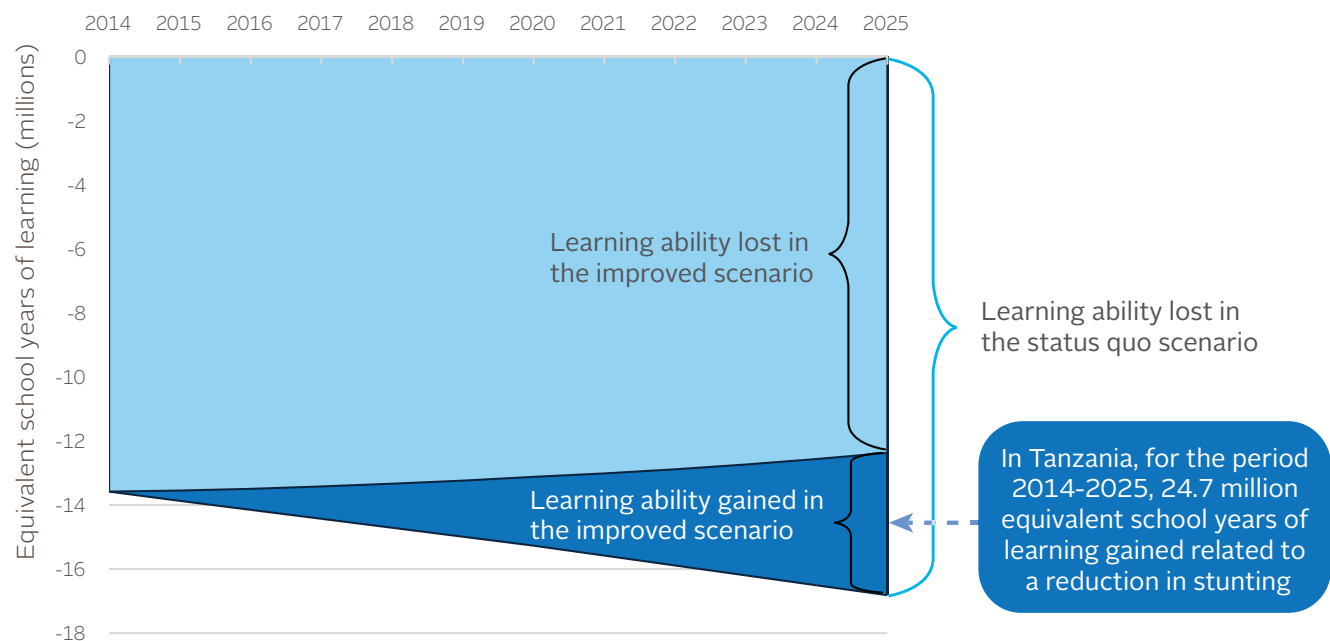 2014 2015 2016 2017 2018 2019 2020 2021 2022 2023 2024 2025
Equivalent school years of learning (millions)
0
-2
-4
-6
-8
-10
-12
-14
-16
-18
Learning ability lost in
the improved scenario
Learning ability lost in
the status quo scenario
Learning ability gained in
the improved scenario
In Tanzania, for the period
2014-2025, 24.7 million
equivalent school years of
learning gained related to
a reduction in stunting